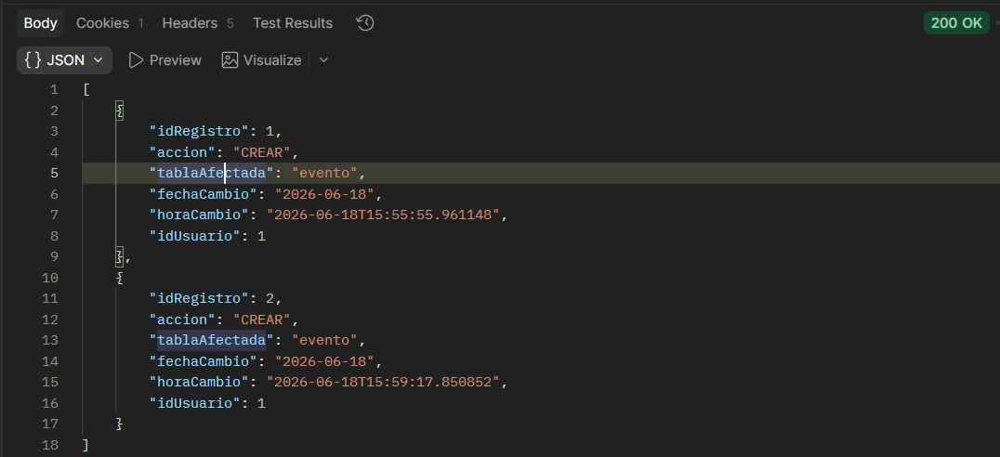 Body Cookies 1 Headers 5 Test Results 200 OK
{} JSON Preview Visualize
1 [
2 {
3 "idRegistro": 1,
4 "accion": "CREAR",
5 "tablaAfectada": "evento",
6 "fechaCambio": "2026-06-18",
7 "horaCambio": "2026-06-18T15:55:55.961148",
8 "idUsuario": 1
9 },
10 {
11 "idRegistro": 2,
12 "accion": "CREAR",
13 "tablaAfectada": "evento",
14 "fechaCambio": "2026-06-18",
15 "horaCambio": "2026-06-18T15:59:17.850852",
16 "idUsuario": 1
17 }
18 ]